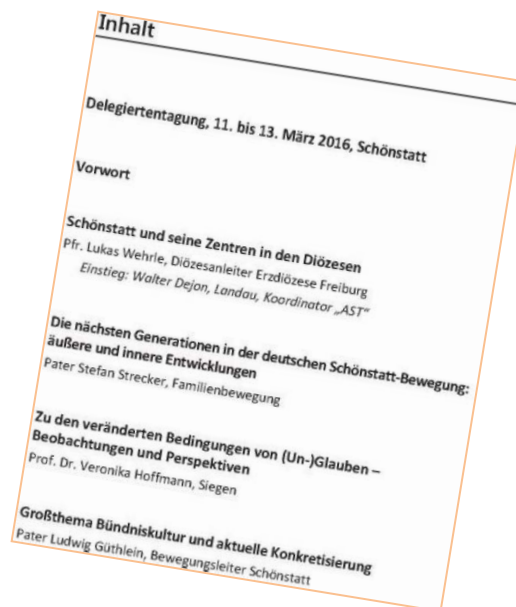 Inhalt
Delegiertentagung, 11. bis 13. März 2016, Schönstatt
Vorwort
Schönstatt und seine Zentren in den Diözesen
Pfr. Lukas Wehrle, Diözesanleiter Erzdiözese Freiburg
Einstieg: Walter Dejon, Landau, Koordinator „AST“
Die nächsten Generationen in der deutschen Schönstatt-Bewegung:
äußere und innere Entwicklungen
Pater Stefan Strecker, Familienbewegung
Zu den veränderten Bedingungen von (Un-)Glauben –
Beobachtungen und Perspektiven
Prof. Dr. Veronika Hoffmann, Siegen
Großthema Bündniskultur und aktuelle Konkretisierung
Pater Ludwig Güthlein, Bewegungsleiter Schönstatt